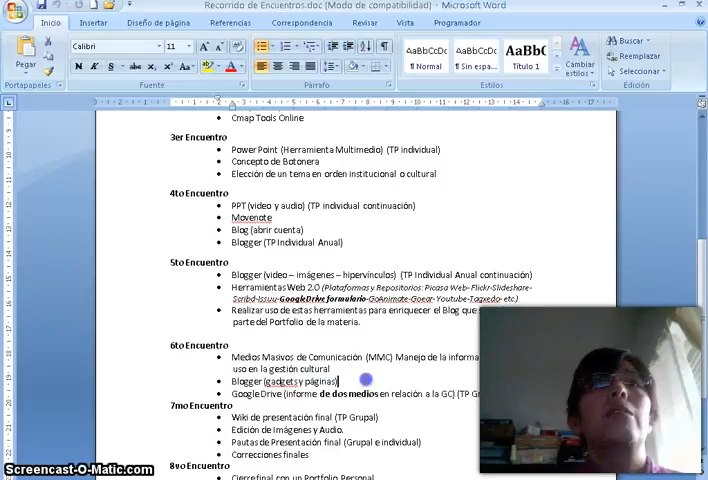 Recorrido de Encuentros.doc [Modo de compatibilidad] - Microsoft Word
Inicio Insertar Diseño de página Referencias Correspondencia Revisar Vista Programador
Calibri 11
Buscar
Reemplazar
Seleccionar
Pegar
N K S abc x₂ x² Aa
AaBbCcDc AaBbCcDc AaBbC
¶ Normal ¶ Sin espa... Título 1
Cambiar estilos
Portapapeles Fuente Párrafo Estilos Edición
Cmap Tools Online
3er Encuentro
PowerPoint (Herramienta Multimedio) (TP individual)
Concepto de Botonera
Elección de un tema en orden institucional o cultural
4to Encuentro
PPT (video y audio) (TP individual continuación)
Movenote
Blog (abrir cuenta)
Blogger (TP Individual Anual)
5to Encuentro
Blogger (video – imágenes – hipervínculos) (TP Individual Anual continuación)
Herramientas Web 2.0 (Plataformas y Repositorios: Picasa Web- Flickr-Slideshare-
Scribd-Issuu-GoogleDrive formulario-GoAnimate-Goear- Youtube-Tagxedo- etc)
Realizar uso de estas herramientas para enriquecer el Blog que
parte del Portfolio de la materia.
6to Encuentro
Medios Masivos de Comunicación (MMC) Manejo de la informa
uso en la gestión cultural
Blogger (gadgets y páginas)
Google Drive (informe de dos medios en relación a la GC) (TP G
7mo Encuentro
Wiki de presentación final (TP Grupal)
Edición de Imágenes y Audio.
Pautas de Presentación final (Grupal e individual)
Correcciones finales
8vo Encuentro
Cierre final con un Portfolio Personal
Screencast-O-Matic.com